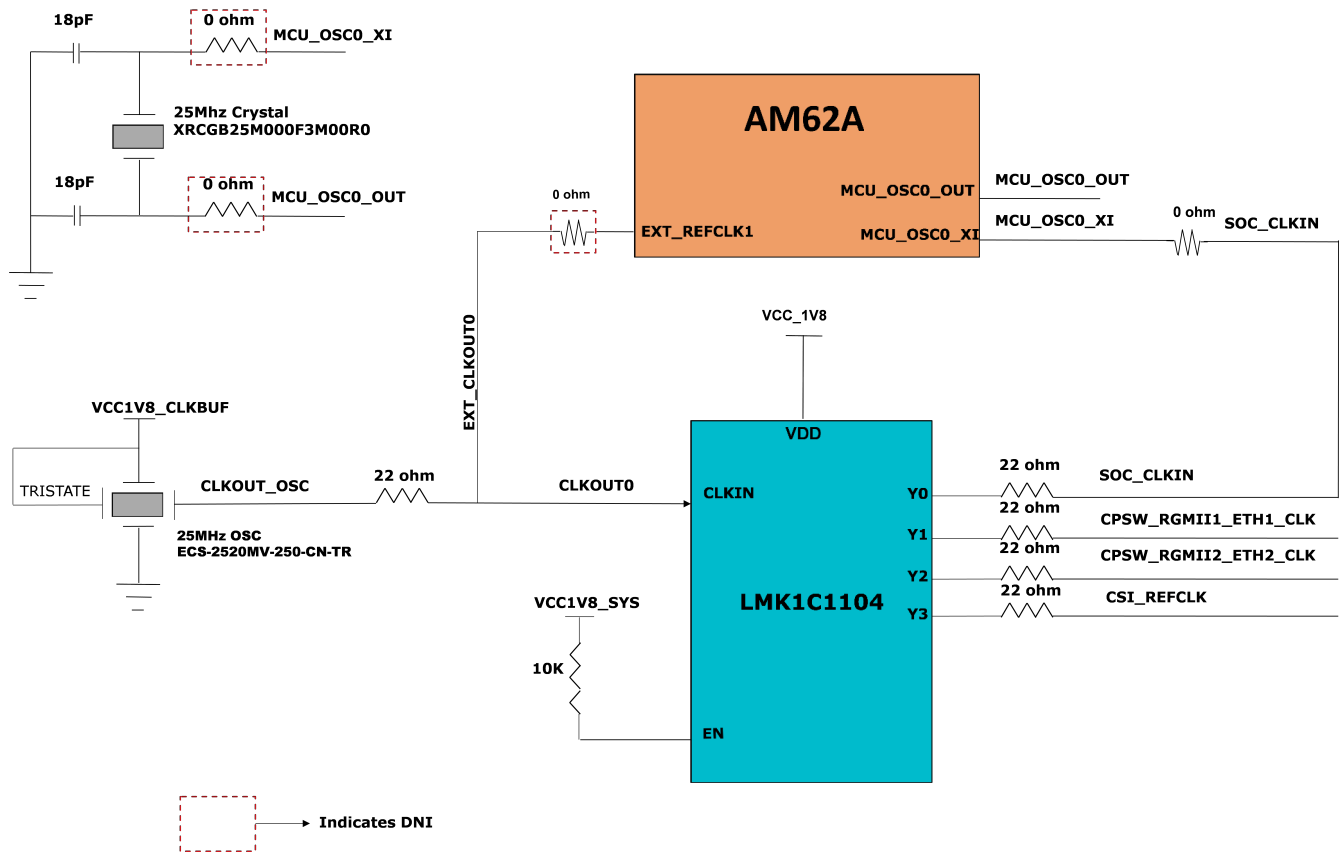 18pF
0 ohm
MCU_OSC0_XI
25Mhz Crystal
XRCGB25M000F3M00R0
18pF
0 ohm
MCU_OSC0_OUT
AM62A
MCU_OSC0_OUT
MCU_OSC0_OUT
0 ohm
EXT_REFCLK1
MCU_OSC0_XI
MCU_OSC0_XI
0 ohm
SOC_CLKIN
VCC_1V8
EXT_CLKOUT0
VCC1V8_CLKBUF
TRISTATE
CLKOUT_OSC
22 ohm
CLKOUT0
25MHz OSC
ECS-2520MV-250-CN-TR
VDD
CLKIN
LMK1C1104
Y0
22 ohm
SOC_CLKIN
Y1
22 ohm
CPSW_RGMII1_ETH1_CLK
Y2
22 ohm
CPSW_RGMII2_ETH2_CLK
Y3
22 ohm
CSI_REFCLK
VCC1V8_SYS
10K
EN
Indicates DNI